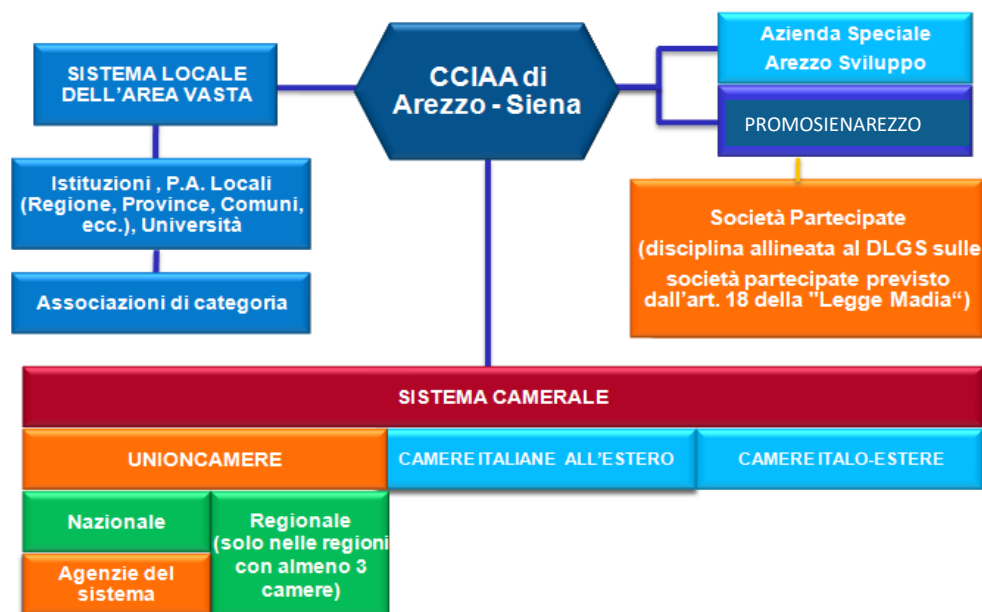 SISTEMA LOCALE
DELL'AREA VASTA
CCIAA di
Arezzo - Siena
Azienda Speciale
Arezzo Sviluppo
PROMOSIENAREZZO
Istituzioni , P.A. Locali
(Regione, Province, Comuni,
ecc.), Università
Associazioni di categoria
Società Partecipate
(disciplina allineata al DLGS sulle
società partecipate previsto
dall'art. 18 della "Legge Madia“)
SISTEMA CAMERALE
UNIONCAMERE
CAMERE ITALIANE ALL'ESTERO
CAMERE ITALO-ESTERE
Nazionale
Agenzie del
sistema
Regionale
(solo nelle regioni
con almeno 3
camere)